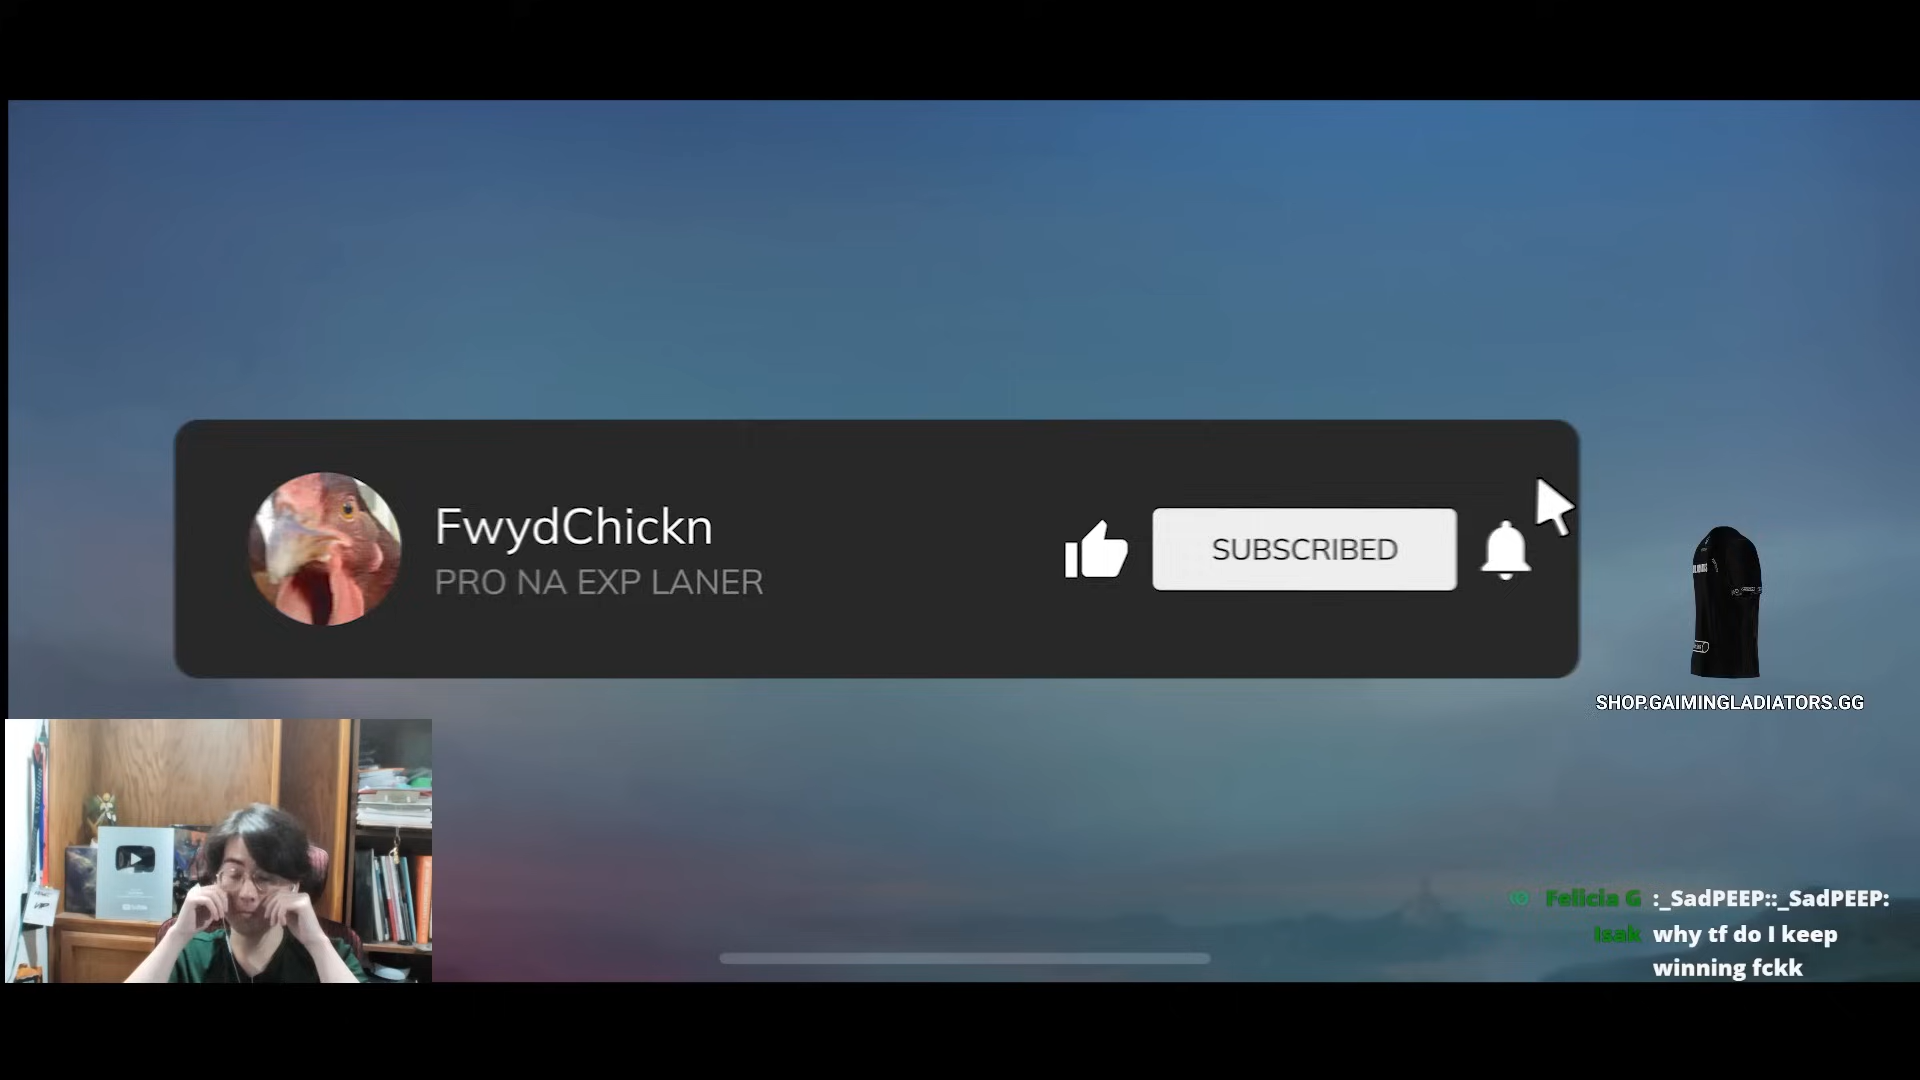 FwydChickn
PRO NA EXP LANER
SUBSCRIBED
SHOP.GAIMINGLADIATORS.GG
Felicia G :_SadPEEP::_SadPEEP:
Isak why tf do I keep
winning fckk